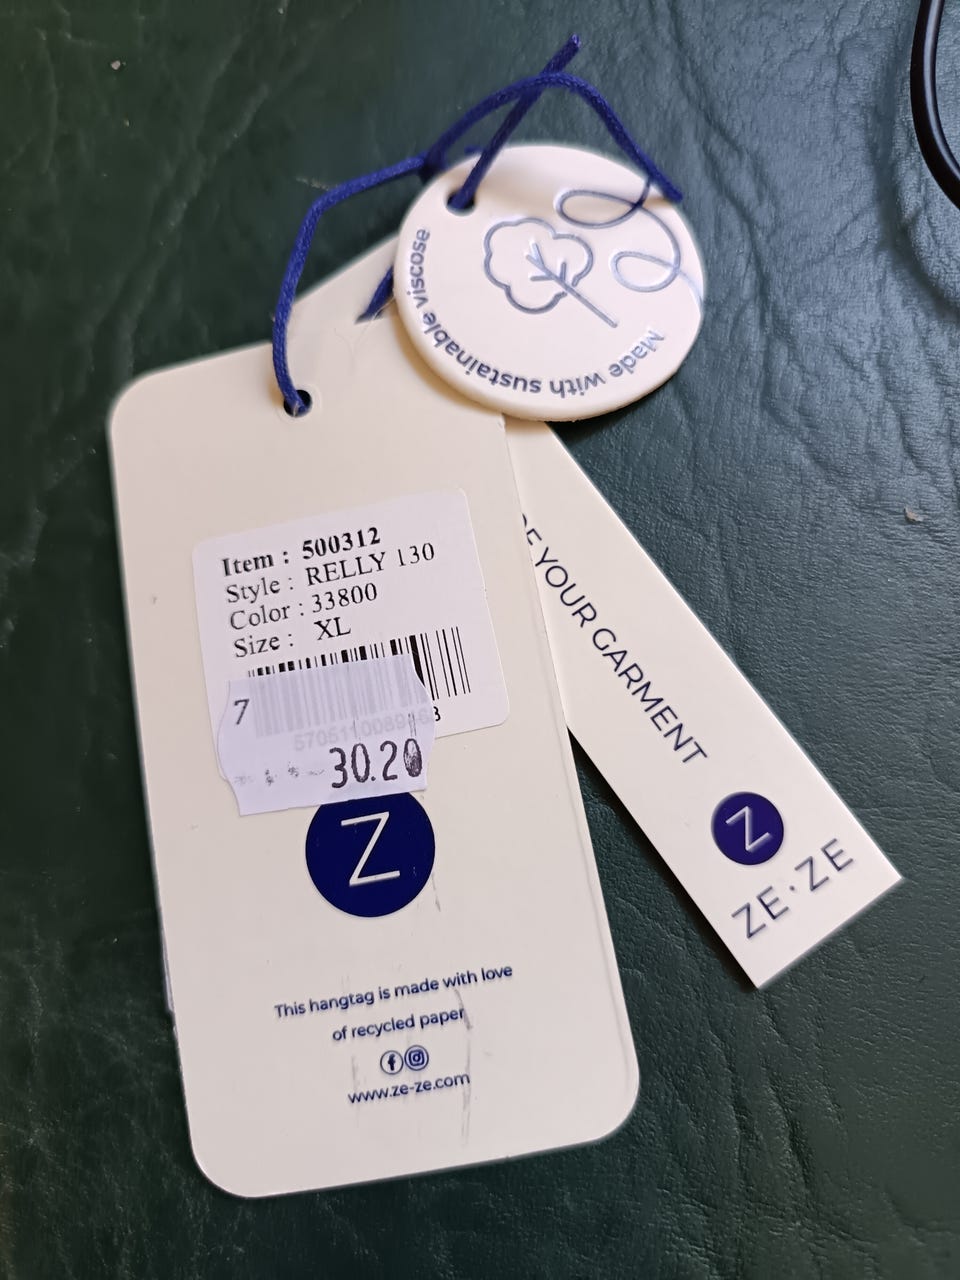 Made with sustainable viscose
Item : 500312
Style : RELLY 130
Color : 33800
Size : XL
7
30.20
Z
This hangtag is made with love
of recycled paper
www.ze-ze.com
YOUR GARMENT
Z
ZE·ZE